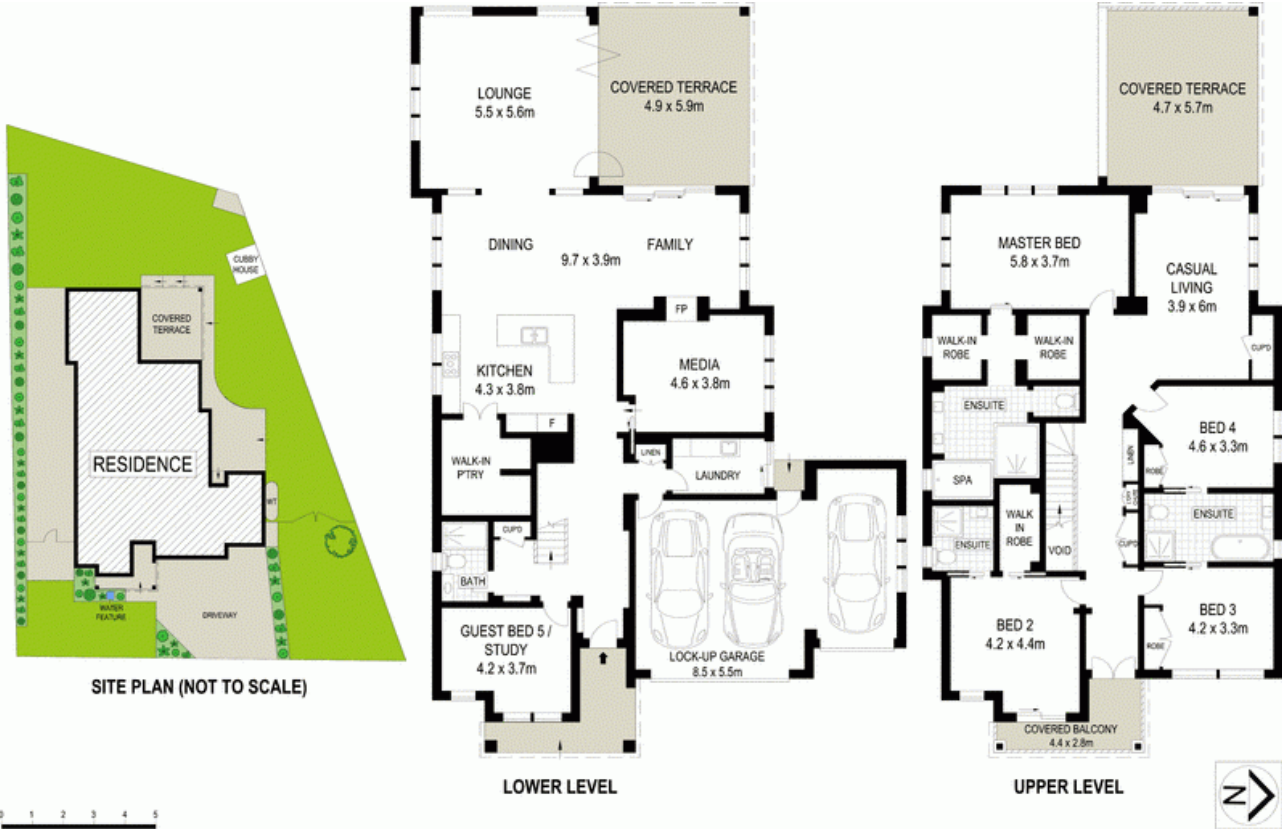 CUBBY
HOUSE
COVERED
TERRACE
RESIDENCE
WT
WATER
FEATURE
DRIVEWAY
SITE PLAN (NOT TO SCALE)
0 1 2 3 4 5
LOUNGE
5.5 x 5.6m
COVERED TERRACE
4.9 x 5.9m
DINING
FAMILY
9.7 x 3.9m
FP
KITCHEN
4.3 x 3.8m
MEDIA
4.6 x 3.8m
F
WALK-IN
P'TRY
LINEN
LAUNDRY
CUP'D
BATH
GUEST BED 5 /
STUDY
4.2 x 3.7m
LOCK-UP GARAGE
8.5 x 5.5m
LOWER LEVEL
COVERED TERRACE
4.7 x 5.7m
MASTER BED
5.8 x 3.7m
CASUAL
LIVING
3.9 x 6m
WALK-IN
ROBE
WALK-IN
ROBE
CUP'D
ENSUITE
BED 4
4.6 x 3.3m
LINEN
ROBE
SPA
WALK
IN
ROBE
ENSUITE
ENSUITE
VOID
CUP'D
BED 2
4.2 x 4.4m
BED 3
4.2 x 3.3m
ROBE
COVERED BALCONY
4.4 x 2.8m
UPPER LEVEL
N